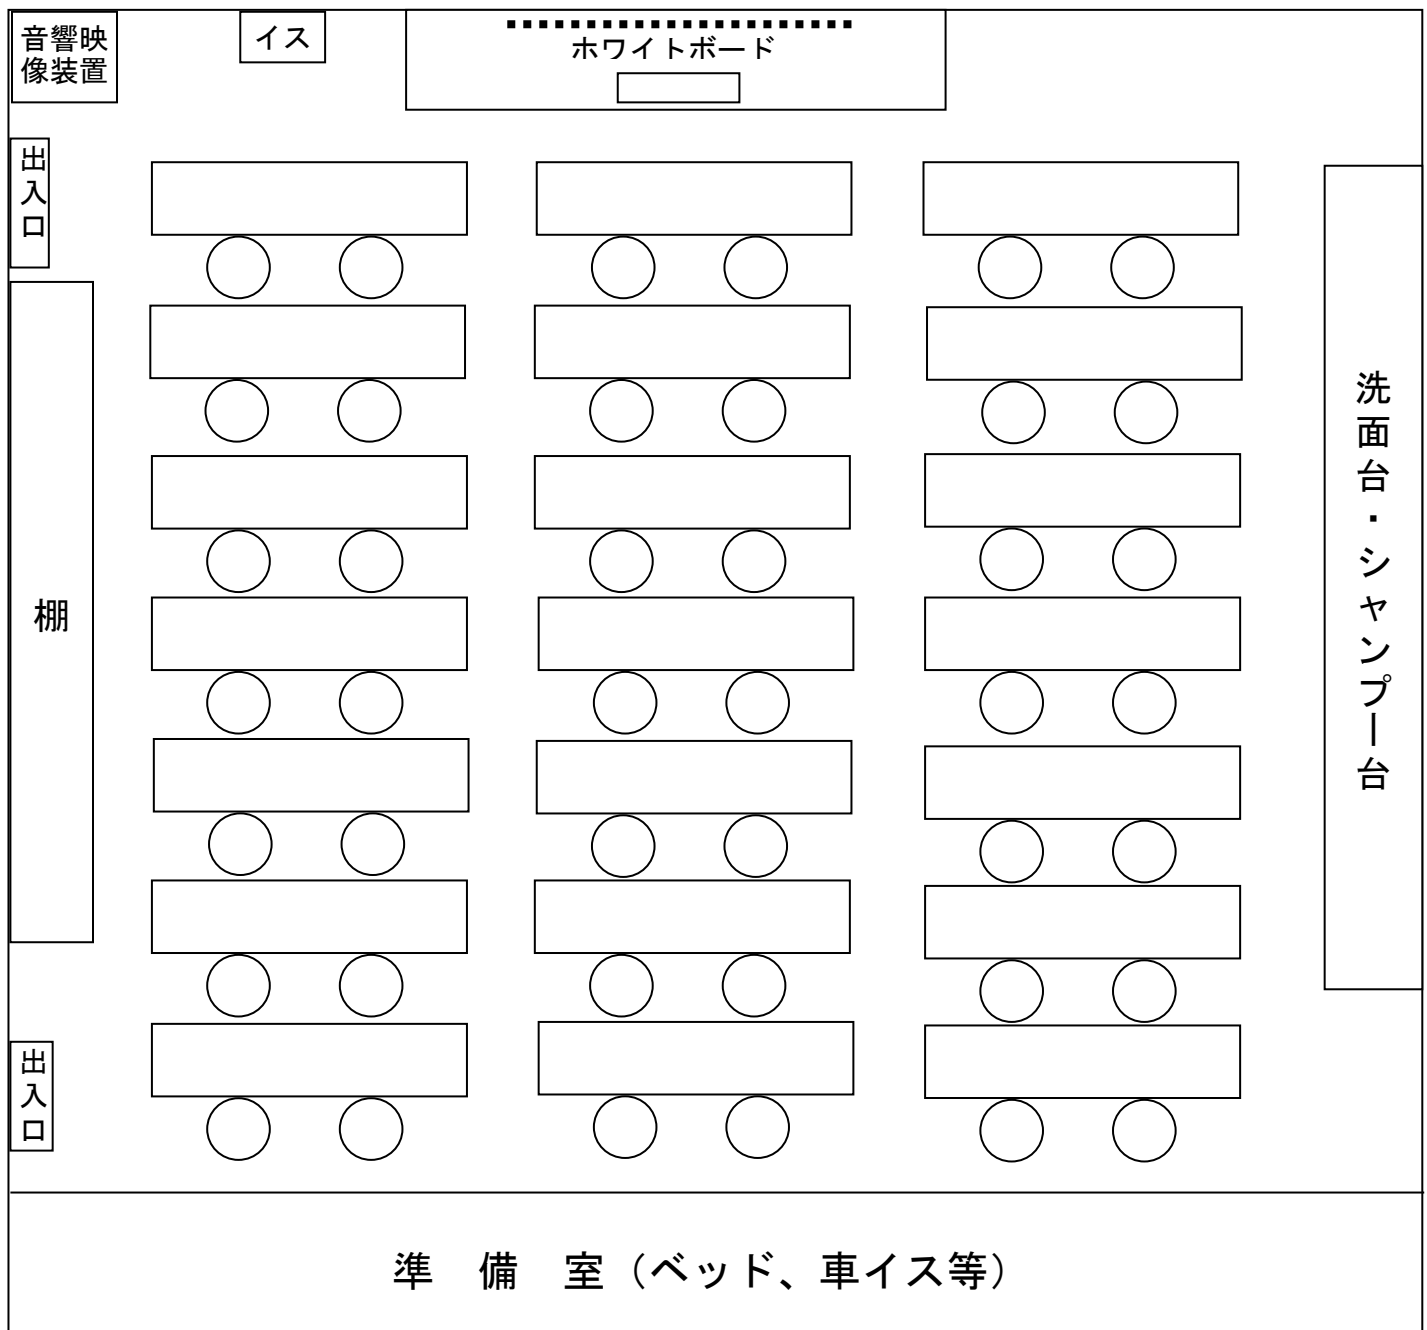 音響映
像装置
イス
ホワイトボード
出入口
棚
洗面台・シャンプー台
出入口
準　備　室（ベッド、車イス等）